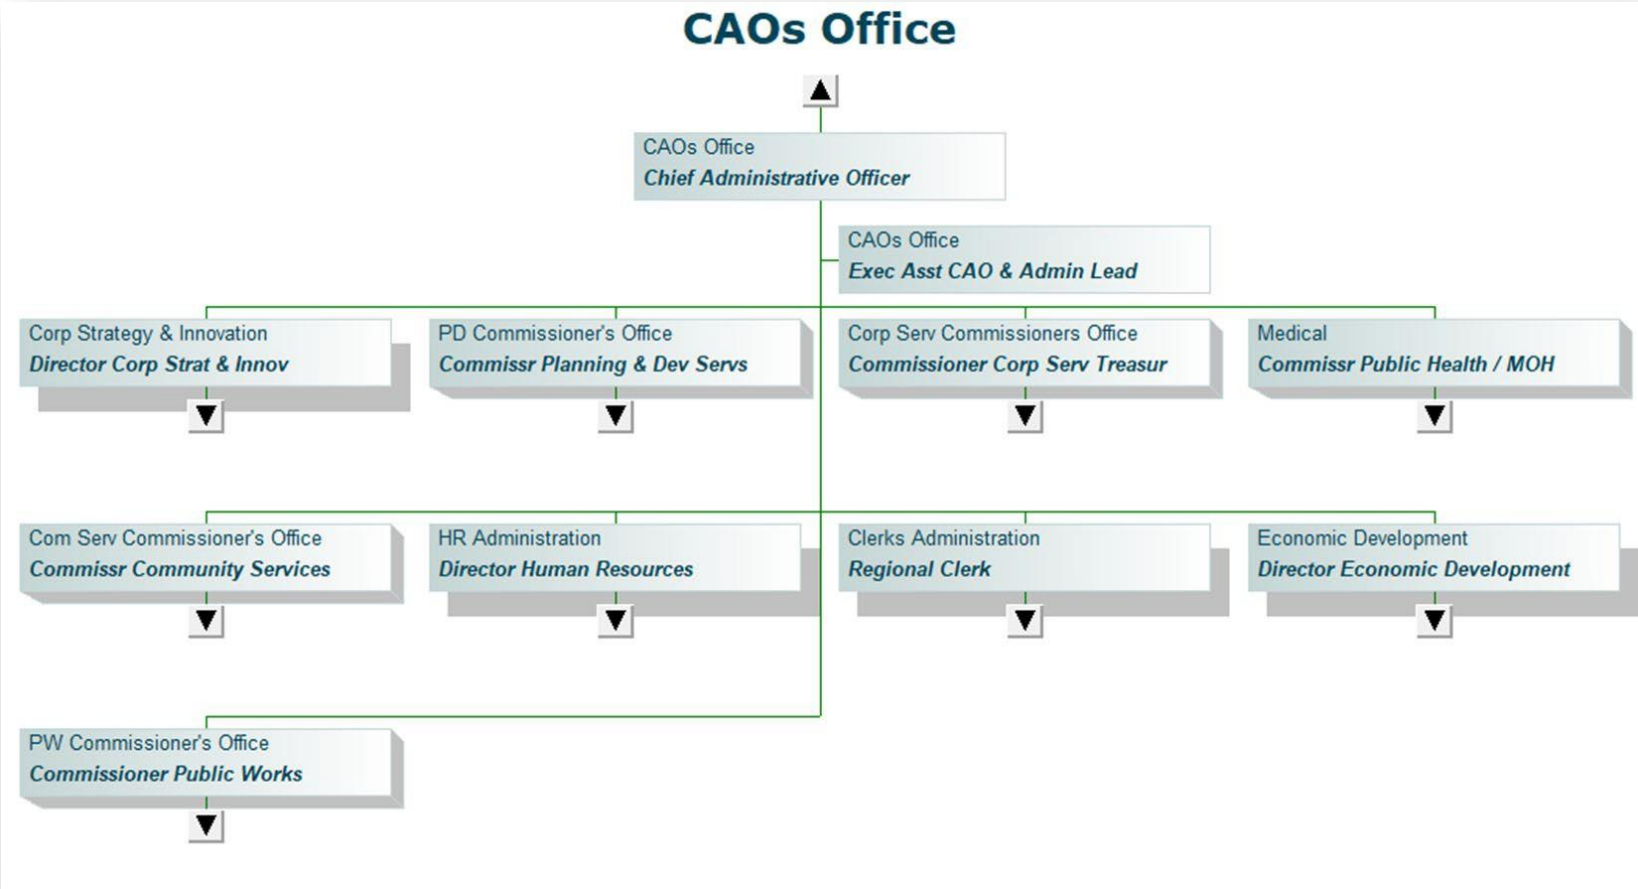 CAOs Office
CAOs Office
Chief Administrative Officer
CAOs Office
Exec Asst CAO & Admin Lead
Corp Strategy & Innovation
Director Corp Strat & Innov
PD Commissioner's Office
Commissr Planning & Dev Servs
Corp Serv Commissioners Office
Commissioner Corp Serv Treasur
Medical
Commissr Public Health / MOH
Com Serv Commissioner's Office
Commissr Community Services
HR Administration
Director Human Resources
Clerks Administration
Regional Clerk
Economic Development
Director Economic Development
PW Commissioner's Office
Commissioner Public Works